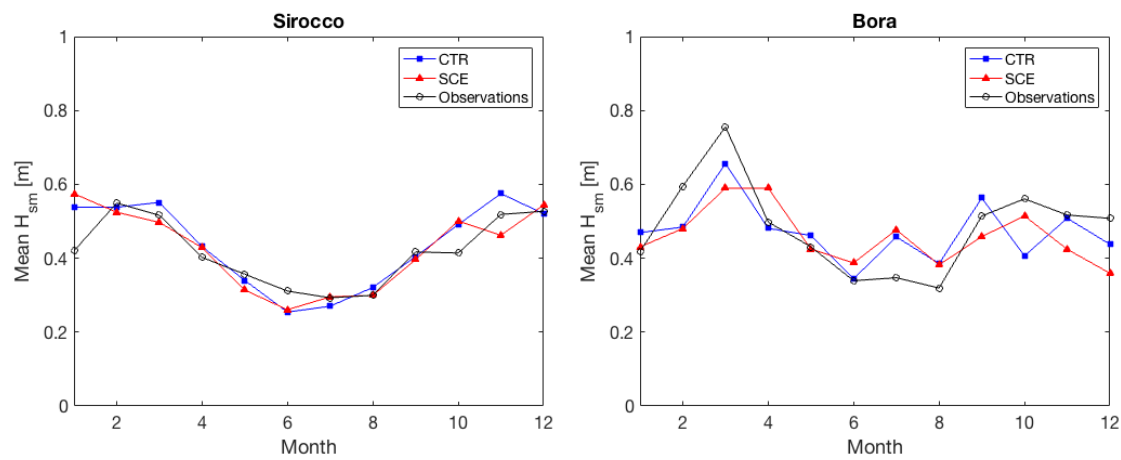 Sirocco
1
0.8
0.6
0.4
0.2
0
Mean H_sm [m]
2
4
6
8
10
12
Month
CTR
SCE
Observations
Bora
1
0.8
0.6
0.4
0.2
0
Mean H_sm [m]
2
4
6
8
10
12
Month
CTR
SCE
Observations